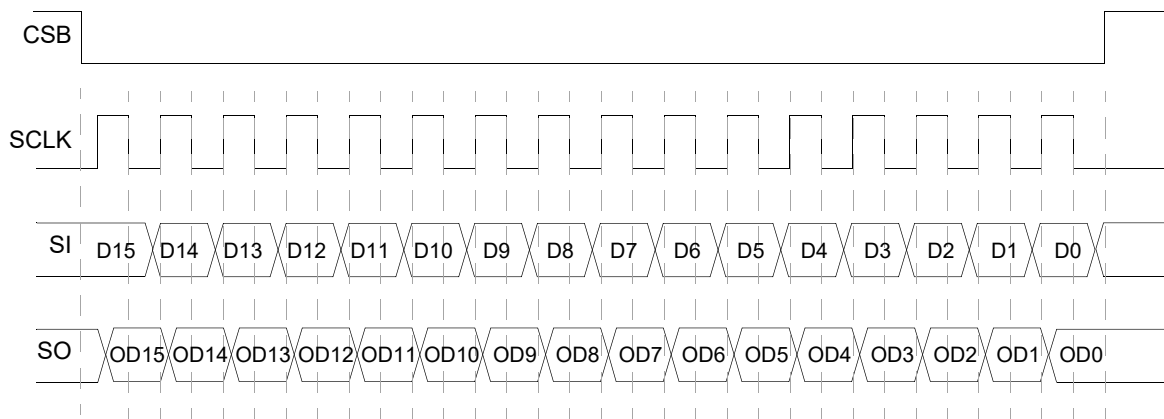 CSB
SCLK
SI D15 D14 D13 D12 D11 D10 D9 D8 D7 D6 D5 D4 D3 D2 D1 D0
SO OD15 OD14 OD13 OD12 OD11 OD10 OD9 OD8 OD7 OD6 OD5 OD4 OD3 OD2 OD1 OD0